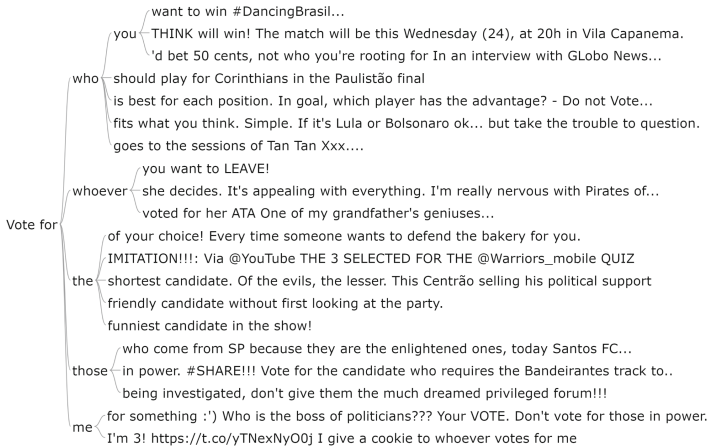 want to win #DancingBrasil...
you
THINK will win! The match will be this Wednesday (24), at 20h in Vila Capanema.
'd bet 50 cents, not who you're rooting for In an interview with GLobo News...
who
should play for Corinthians in the Paulistão final
is best for each position. In goal, which player has the advantage? - Do not Vote...
fits what you think. Simple. If it's Lula or Bolsonaro ok... but take the trouble to question.
goes to the sessions of Tan Tan Xxx....
you want to LEAVE!
whoever
she decides. It's appealing with everything. I'm really nervous with Pirates of...
voted for her ATA One of my grandfather's geniuses...
Vote for
of your choice! Every time someone wants to defend the bakery for you.
IMITATION!!!: Via @YouTube THE 3 SELECTED FOR THE @Warriors_mobile QUIZ
the
shortest candidate. Of the evils, the lesser. This Centrão selling his political support
friendly candidate without first looking at the party.
funniest candidate in the show!
who come from SP because they are the enlightened ones, today Santos FC...
those
in power. #SHARE!!! Vote for the candidate who requires the Bandeirantes track to..
being investigated, don't give them the much dreamed privileged forum!!!
me
for something :') Who is the boss of politicians??? Your VOTE. Don't vote for those in power.
I'm 3! https://t.co/yTNexNyO0j I give a cookie to whoever votes for me